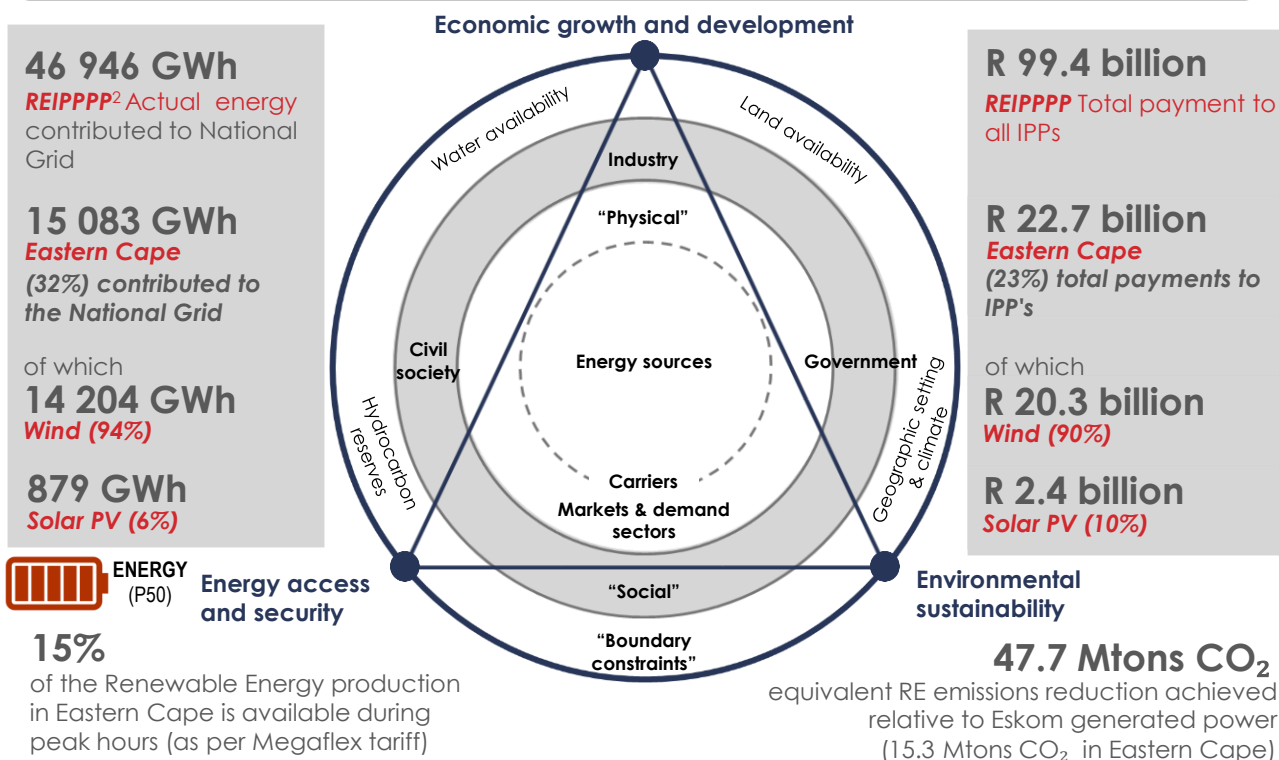 Economic growth and development
46 946 GWh
REIPPPP² Actual energy
contributed to National
Grid
15 083 GWh
Eastern Cape
(32%) contributed to
the National Grid
of which
14 204 GWh
Wind (94%)
879 GWh
Solar PV (6%)
Water availability
Land availability
Industry
“Physical”
Civil
society
Energy sources
Government
Hydrocarbon
reserves
Geographic setting
& climate
Carriers
Markets & demand
sectors
“Social”
“Boundary
constraints”
R 99.4 billion
REIPPPP Total payment to
all IPPs
R 22.7 billion
Eastern Cape
(23%) total payments to
IPP's
of which
R 20.3 billion
Wind (90%)
R 2.4 billion
Solar PV (10%)
ENERGY
(P50)
Energy access
and security
15%
of the Renewable Energy production
in Eastern Cape is available during
peak hours (as per Megaflex tariff)
Environmental
sustainability
47.7 Mtons CO₂
equivalent RE emissions reduction achieved
relative to Eskom generated power
(15.3 Mtons CO₂ in Eastern Cape)